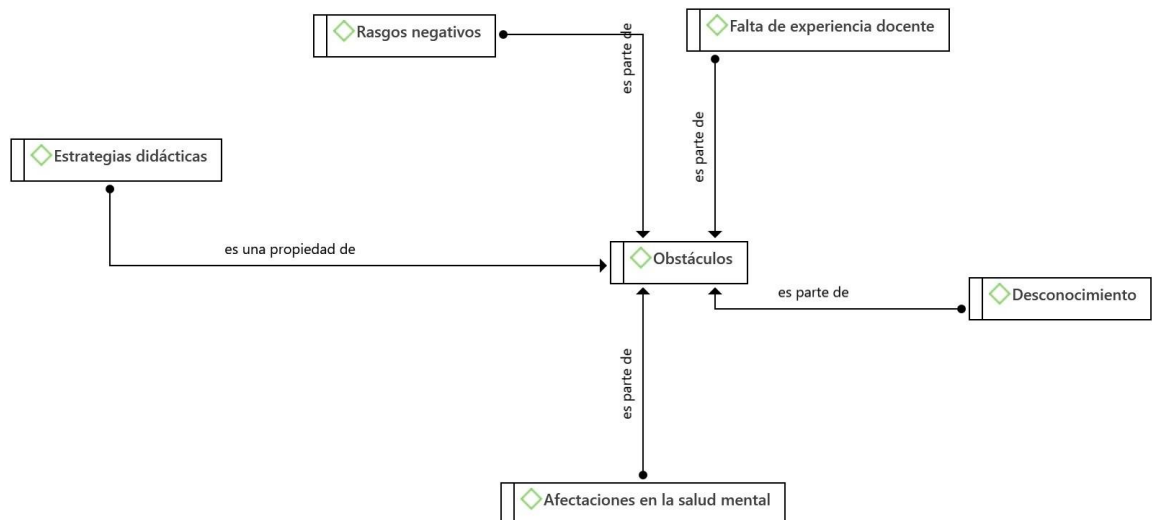 Rasgos negativos
es parte de
Falta de experiencia docente
es parte de
Estrategias didácticas
es una propiedad de
Obstáculos
es parte de
Desconocimiento
es parte de
Afectaciones en la salud mental